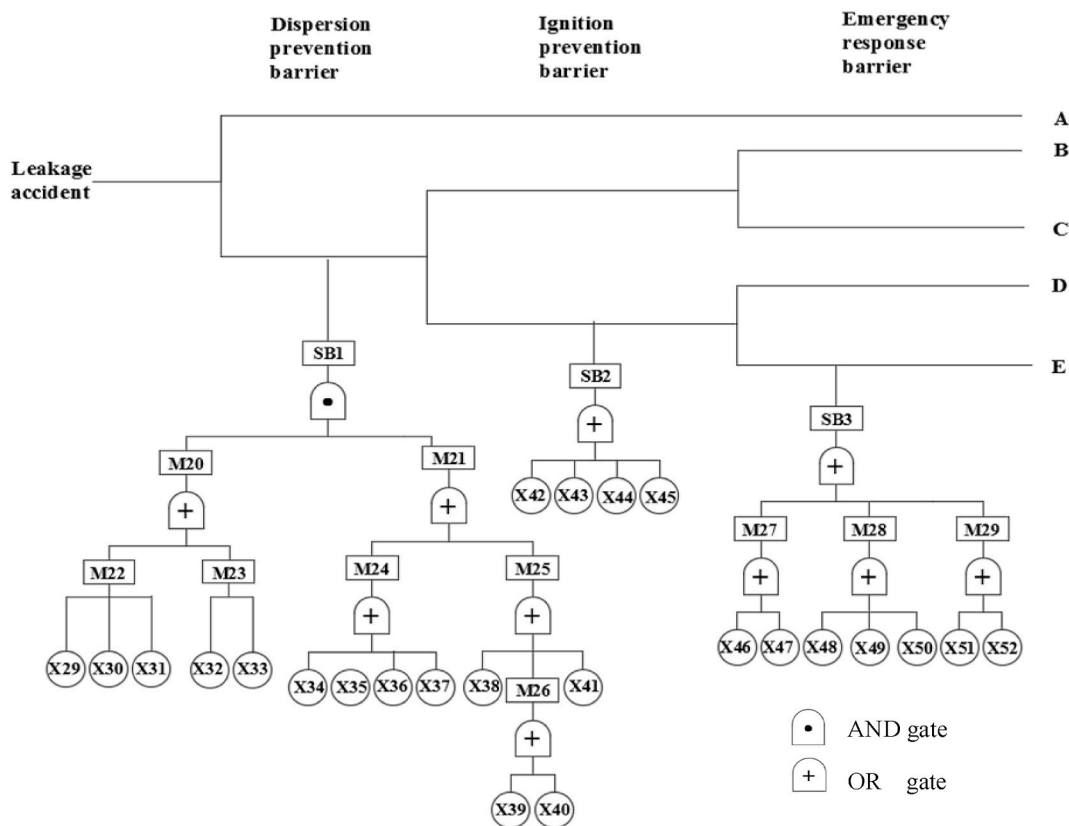 Dispersion
prevention
barrier
Ignition
prevention
barrier
Emergency
response
barrier
A
Leakage
accident
B
C
D
E
SB1
SB2
SB3
M20
M21
X42 X43 X44 X45
M27 M28 M29
M22 M23
M24 M25
X46 X47 X48 X49 X50 X51 X52
X29 X30 X31 X32 X33
X34 X35 X36 X37 X38 X41
M26
X39 X40
AND gate
OR gate